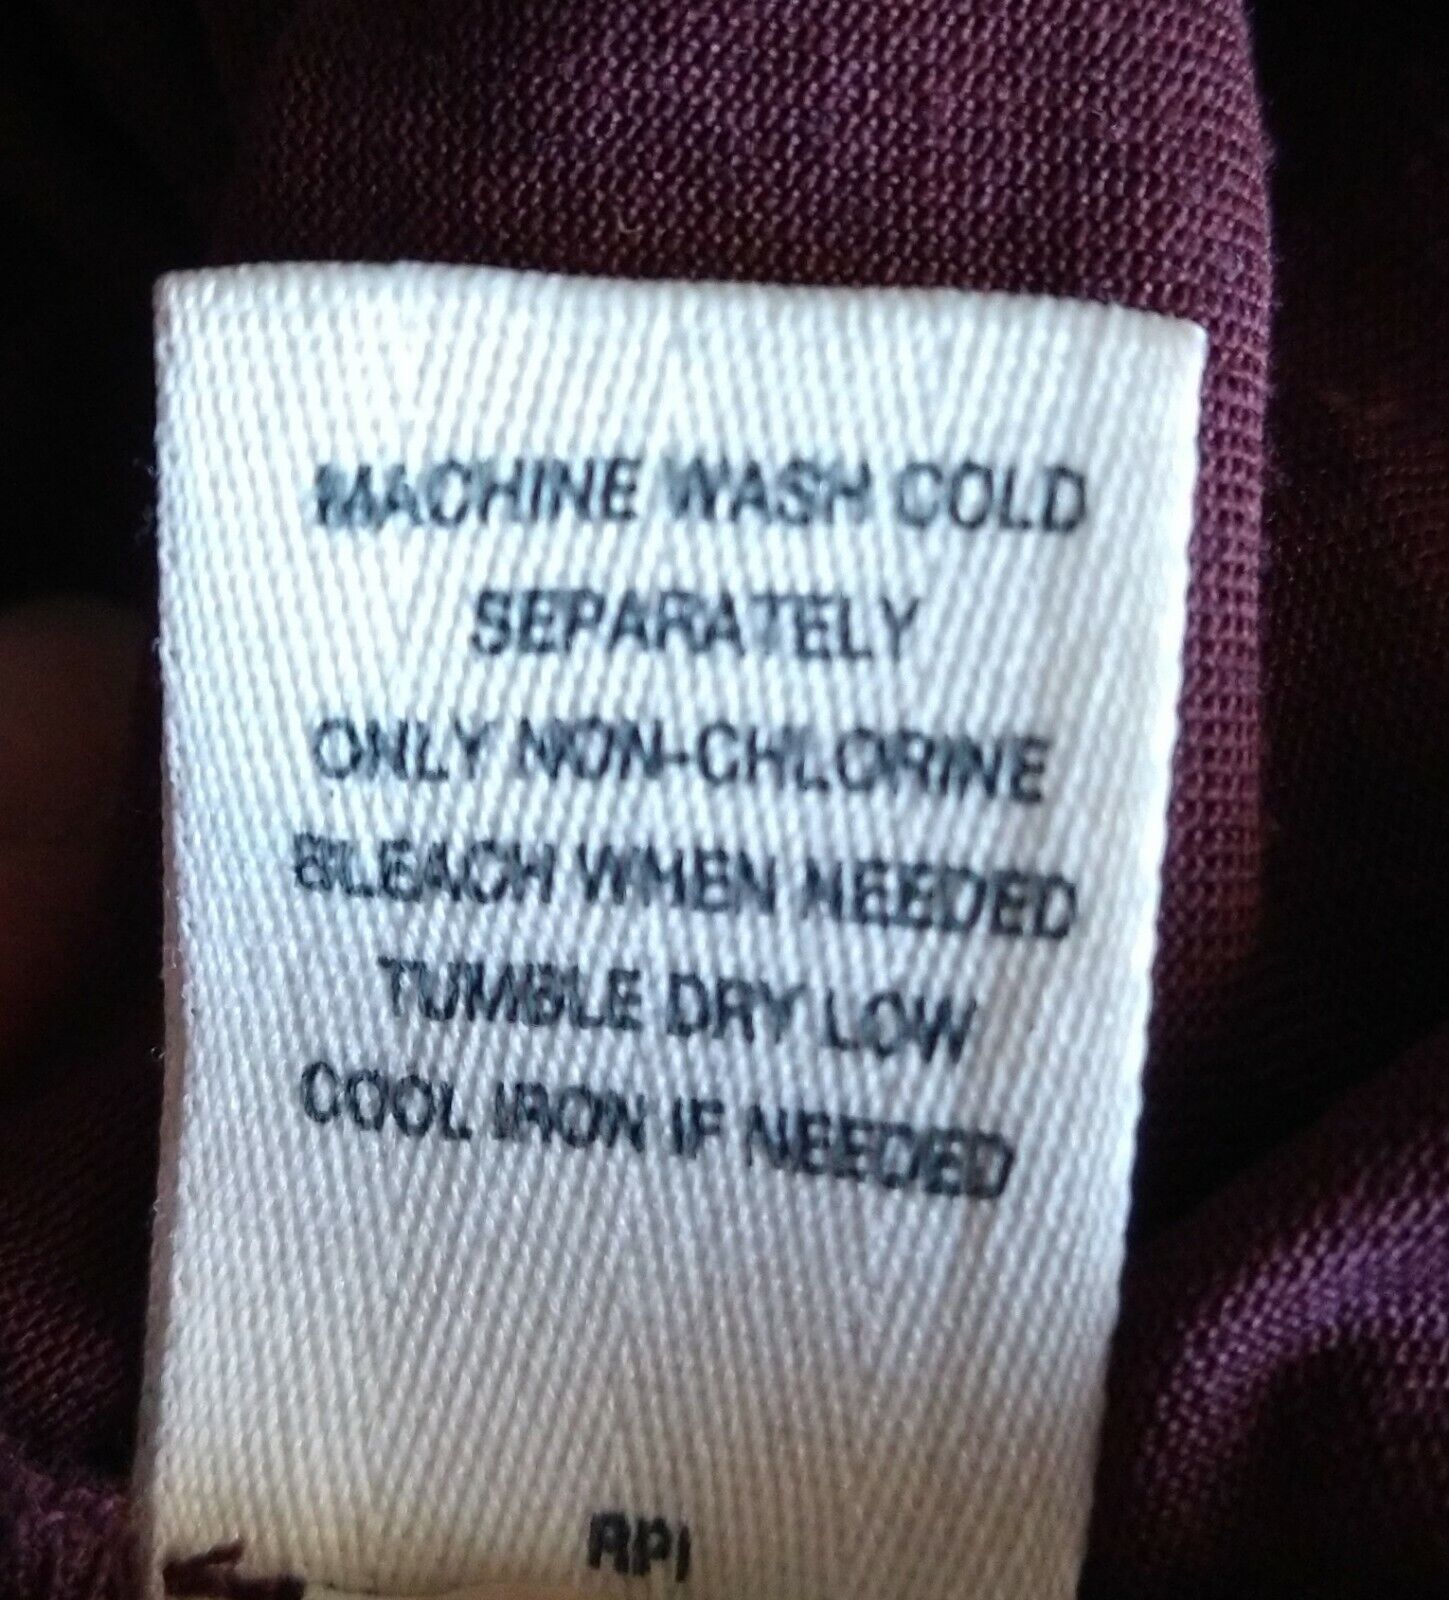 MACHINE WASH COLD
SEPARATELY
ONLY NON-CHLORINE
BLEACH WHEN NEEDED
TUMBLE DRY LOW
COOL IRON IF NEEDED
RPI